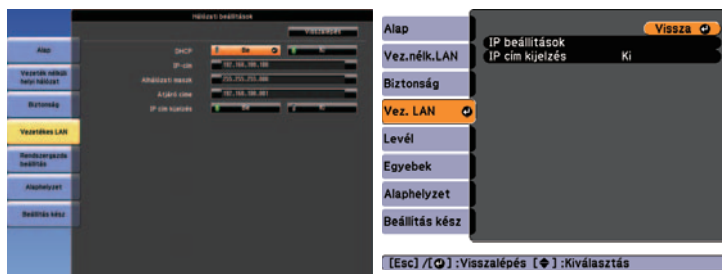 Hálózati beállítások
Visszalépés
Alap
DHCP
Be
Ki
Vezeték nélküli
helyi hálózat
IP-cím
Alhálózati maszk
Biztonság
Átjáró címe
IP cím kijelzés
Be
Ki
Vezetékes LAN
Rendszergazda
beállítás
Alaphelyzet
Beállítás kész
Alap
Vissza
IP beállítások
Vez.nélk.LAN
IP cím kijelzés Ki
Biztonság
Vez. LAN
Levél
Egyebek
Alaphelyzet
Beállítás kész
[Esc] /[ ] :Visszalépés [ ] :Kiválasztás